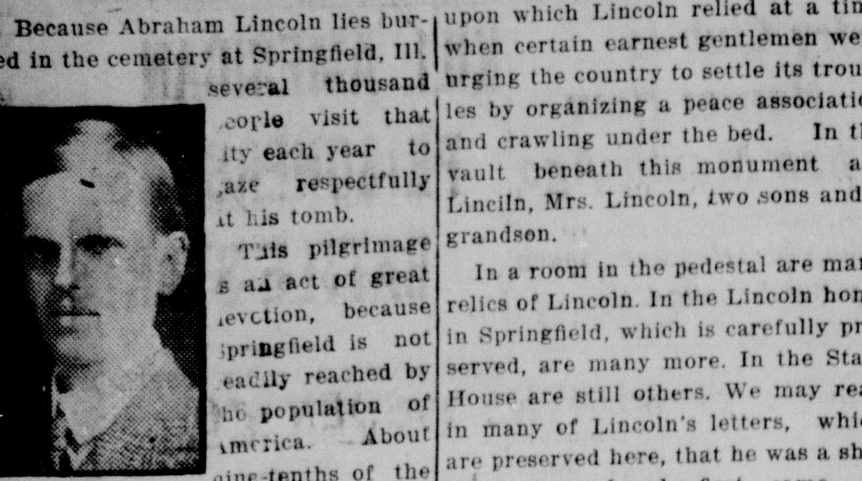 Because Abraham Lincoln lies bur-
ed in the cemetery at Springfield, Ill.
several thousand
eople visit that
ity each year to
aze respectfully
at his tomb.
This pilgrimage
s an act of great
evction, because
springfield is not
eadily reached by
he population of
America. About
nine-tenths of the
upon which Lincoln relied at a tim
when certain earnest gentlemen we
urging the country to settle its trou
les by organizing a peace associatio
and crawling under the bed. In th
vault beneath this monument a
Linciln, Mrs. Lincoln, two sons and
grandson.
In a room in the pedestal are man
relics of Lincoln. In the Lincoln hom
in Springfield, which is carefully pr
served, are many more. In the Sta
House are still others. We may rea
in many of Lincoln's letters, whic
are preserved here, that he was a sh